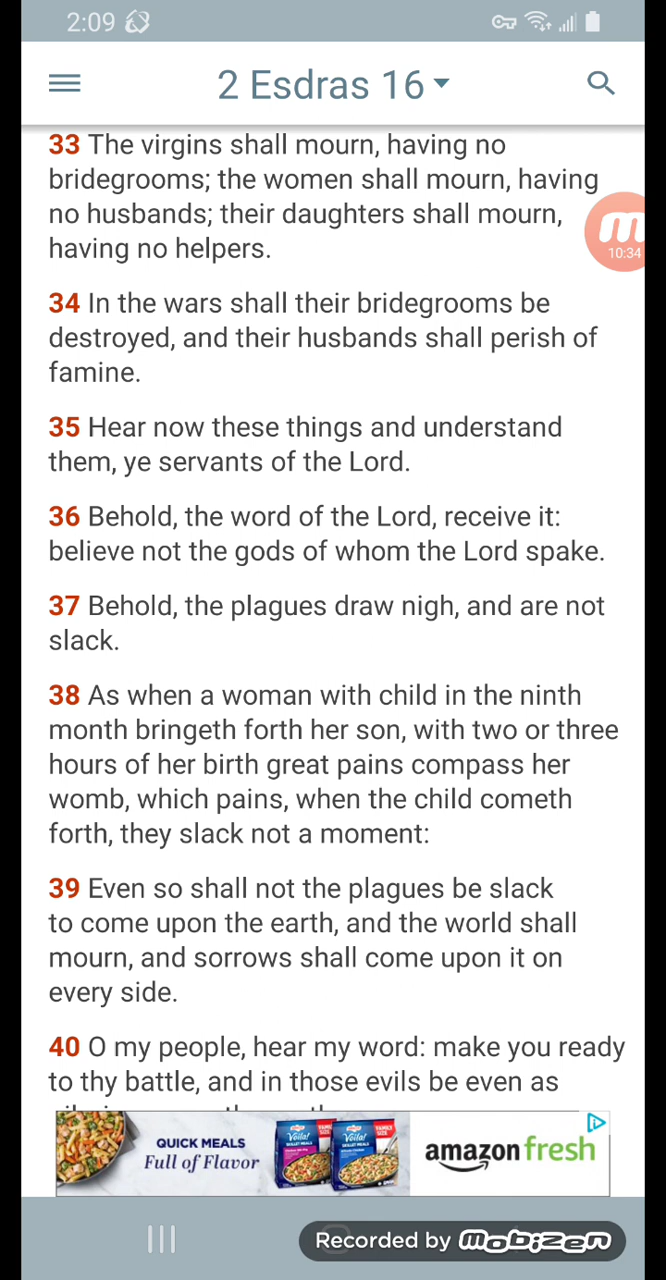 2:09
2 Esdras 16
33 The virgins shall mourn, having no
bridegrooms; the women shall mourn, having
no husbands; their daughters shall mourn,
having no helpers.
10:34
34 In the wars shall their bridegrooms be
destroyed, and their husbands shall perish of
famine.
35 Hear now these things and understand
them, ye servants of the Lord.
36 Behold, the word of the Lord, receive it:
believe not the gods of whom the Lord spake.
37 Behold, the plagues draw nigh, and are not
slack.
38 As when a woman with child in the ninth
month bringeth forth her son, with two or three
hours of her birth great pains compass her
womb, which pains, when the child cometh
forth, they slack not a moment:
39 Even so shall not the plagues be slack
to come upon the earth, and the world shall
mourn, and sorrows shall come upon it on
every side.
40 O my people, hear my word: make you ready
to thy battle, and in those evils be even as
QUICK MEALS
Full of Flavor
Voila!
Voila!
amazon fresh
Recorded by mobizen